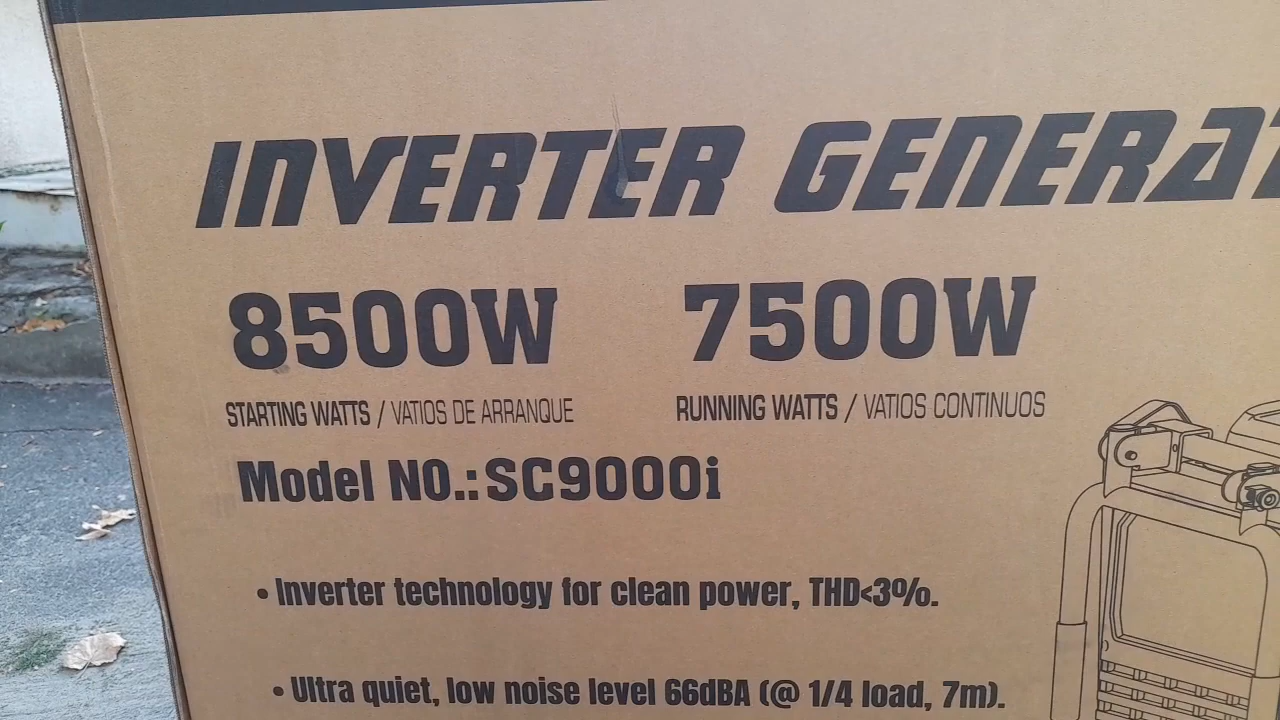 INVERTER GENERAT
8500W 7500W
STARTING WATTS / VATIOS DE ARRANQUE RUNNING WATTS / VATIOS CONTINUOS
Model NO.: SC9000i
• Inverter technology for clean power, THD<3%.
• Ultra quiet, low noise level 66dBA (@ 1/4 load, 7m).